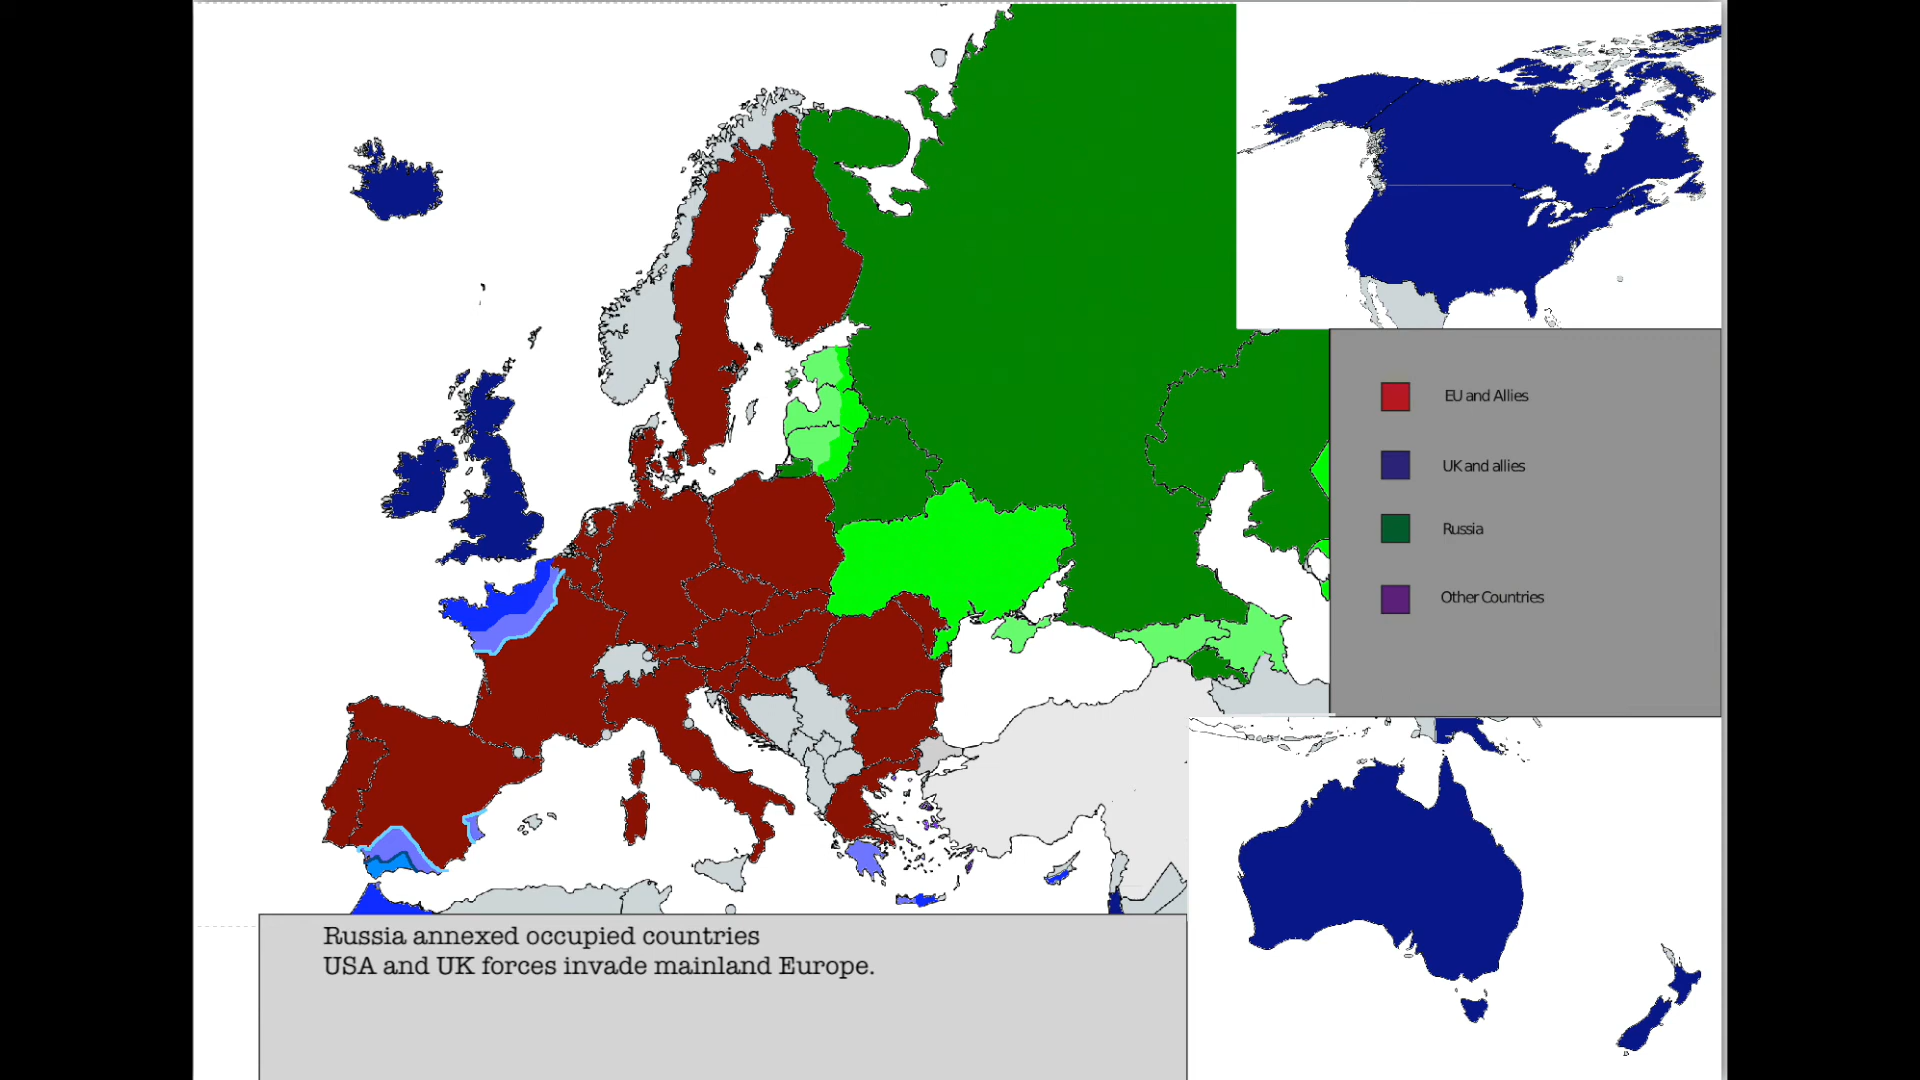 EU and Allies
UK and allies
Russia
Other Countries
Russia annexed occupied countries
USA and UK forces invade mainland Europe.